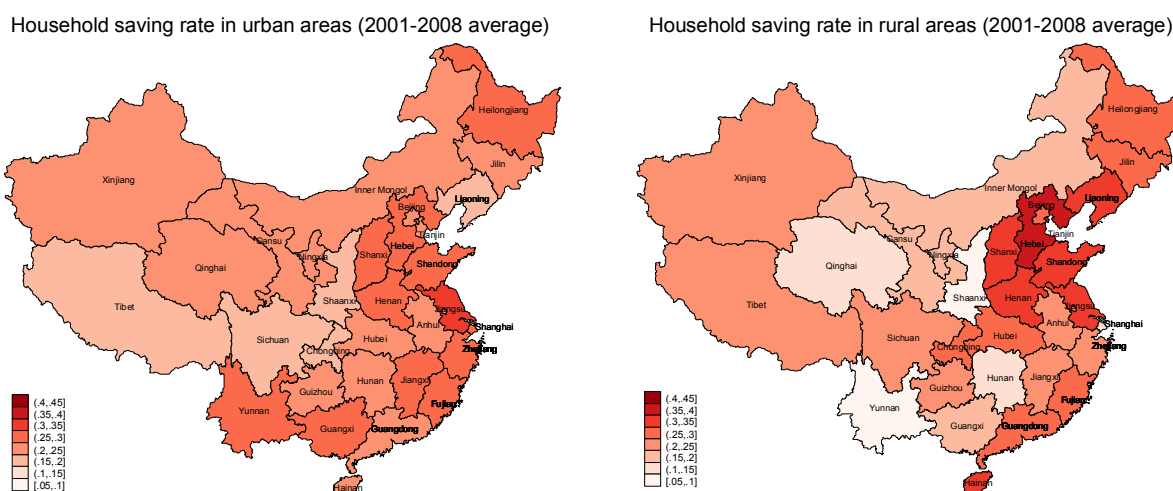 Household saving rate in urban areas (2001-2008 average)
Heilongjiang
Jilin
Xinjiang
Inner Mongol
Liaoning
Beijing
Tianjin
Gansu
Hebei
Ningxia
Shanxi
Shandong
Qinghai
Shaanxi
Henan
Jiangsu
Tibet
Anhui
Shanghai
Sichuan
Chongqing
Hubei
Zhejiang
Hunan
Jiangxi
Guizhou
Fujian
Yunnan
Guangxi
Guangdong
Hainan
(.4,.45]
(.35,.4]
(.3,.35]
(.25,.3]
(.2,.25]
(.15,.2]
(.1,.15]
[.05,.1]
Household saving rate in rural areas (2001-2008 average)
Heilongjiang
Jilin
Xinjiang
Inner Mongol
Liaoning
Beijing
Tianjin
Gansu
Hebei
Ningxia
Shanxi
Shandong
Qinghai
Shaanxi
Henan
Jiangsu
Tibet
Anhui
Shanghai
Sichuan
Chongqing
Hubei
Zhejiang
Hunan
Jiangxi
Guizhou
Fujian
Yunnan
Guangxi
Guangdong
Hainan
(.4,.45]
(.35,.4]
(.3,.35]
(.25,.3]
(.2,.25]
(.15,.2]
(.1,.15]
[.05,.1]